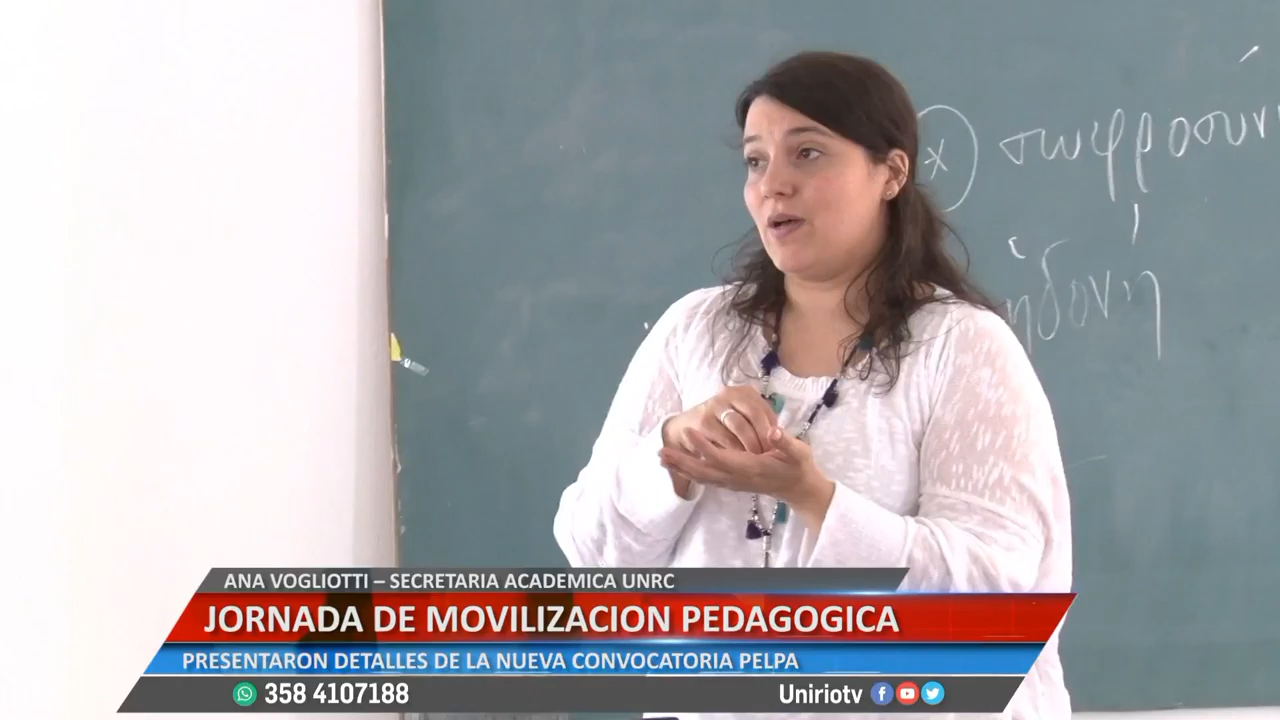 σωφροσύν
ἡδονή
ANA VOGLIOTTI – SECRETARIA ACADEMICA UNRC
JORNADA DE MOVILIZACION PEDAGOGICA
PRESENTARON DETALLES DE LA NUEVA CONVOCATORIA PELPA
358 4107188 Uniriotv